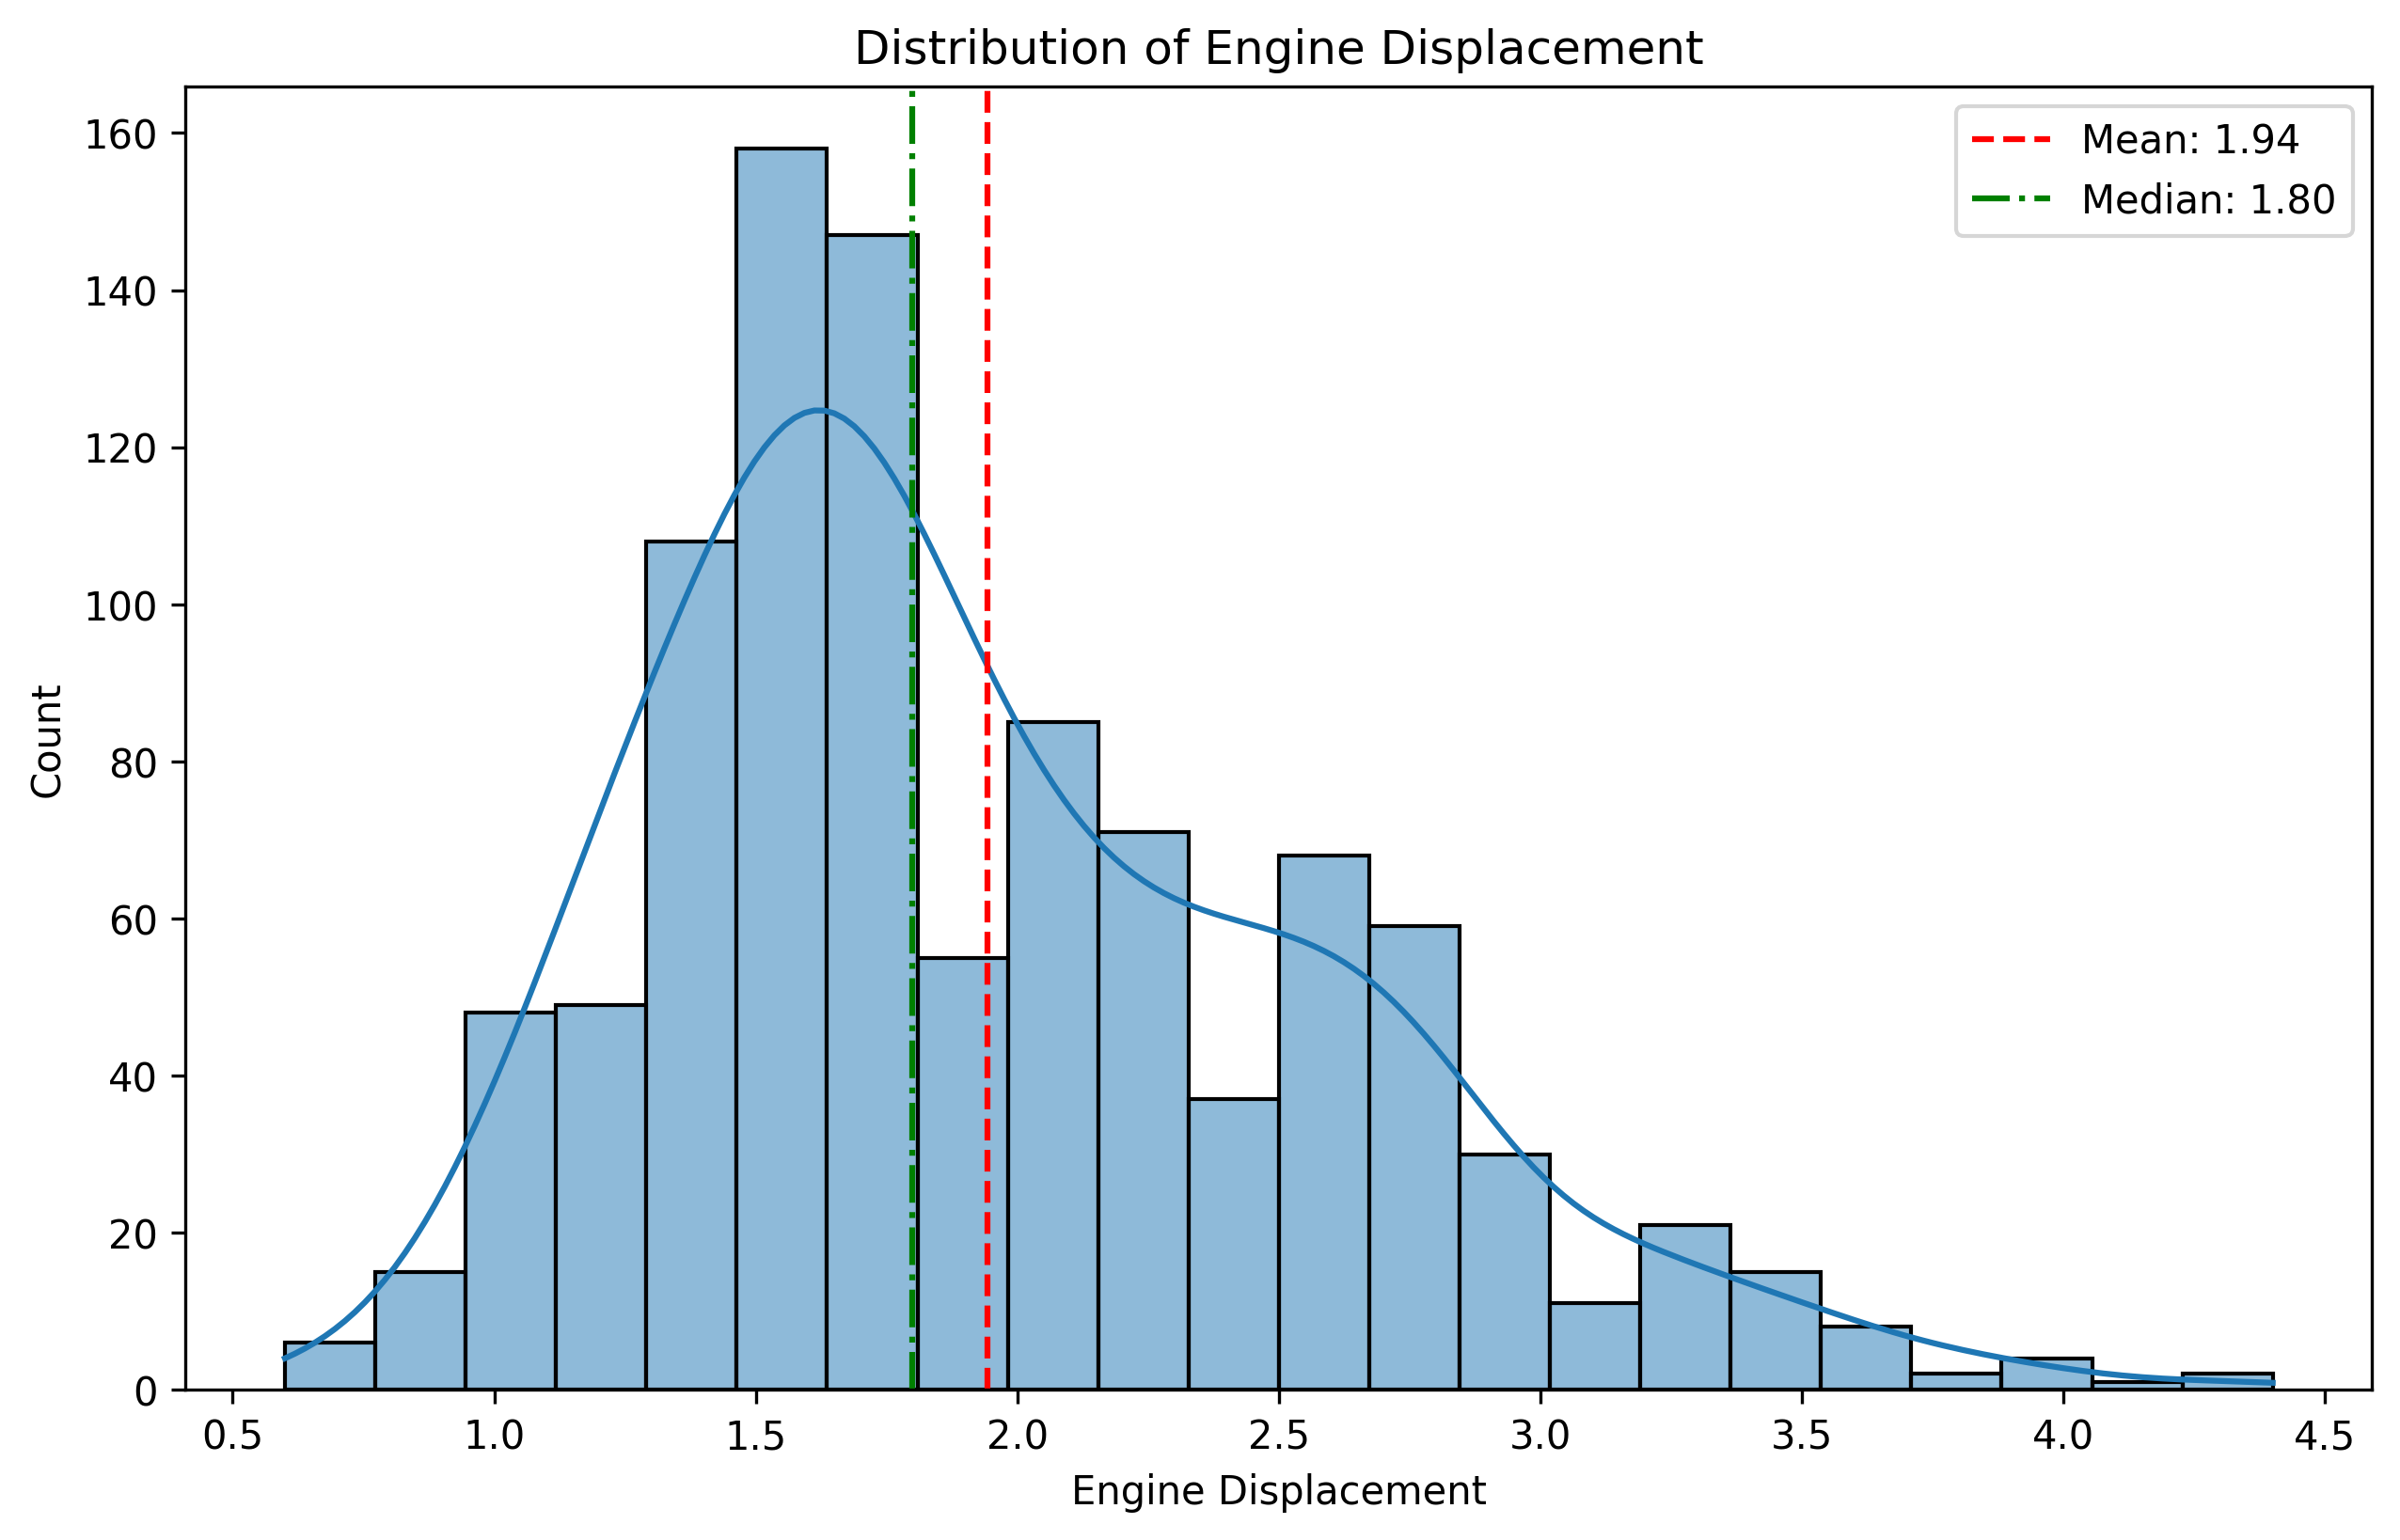 Distribution of Engine Displacement
Mean: 1.94
Median: 1.80
160
140
120
100
80
60
40
20
0
Count
0.5 1.0 1.5 2.0 2.5 3.0 3.5 4.0 4.5
Engine Displacement